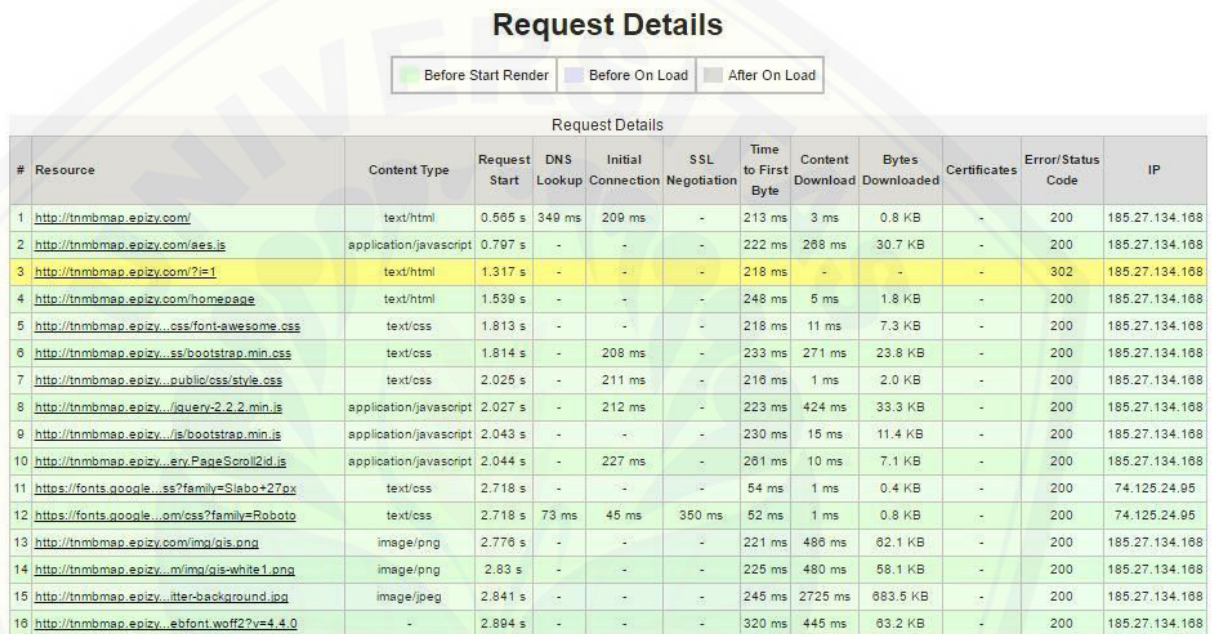 Request Details
Before Start Render Before On Load After On Load
Request Details
# Resource Content Type Request Start DNS Lookup Initial Connection SSL Negotiation Time to First Byte Content Download Bytes Downloaded Certificates Error/Status Code IP
1 http://tnmbmap.epizy.com/ text/html 0.565 s 349 ms 209 ms - 213 ms 3 ms 0.8 KB - 200 185.27.134.168
2 http://tnmbmap.epizy.com/aes.js application/javascript 0.797 s - - - 222 ms 268 ms 30.7 KB - 200 185.27.134.168
3 http://tnmbmap.epizy.com/?i=1 text/html 1.317 s - - - 218 ms - - - 302 185.27.134.168
4 http://tnmbmap.epizy.com/homepage text/html 1.539 s - - - 248 ms 5 ms 1.8 KB - 200 185.27.134.168
5 http://tnmbmap.epizy...css/font-awesome.css text/css 1.813 s - - - 218 ms 11 ms 7.3 KB - 200 185.27.134.168
6 http://tnmbmap.epizy...ss/bootstrap.min.css text/css 1.814 s - 208 ms - 233 ms 271 ms 23.8 KB - 200 185.27.134.168
7 http://tnmbmap.epizy...public/css/style.css text/css 2.025 s - 211 ms - 216 ms 1 ms 2.0 KB - 200 185.27.134.168
8 http://tnmbmap.epizy.../jquery-2.2.2.min.js application/javascript 2.027 s - 212 ms - 223 ms 424 ms 33.3 KB - 200 185.27.134.168
9 http://tnmbmap.epizy.../js/bootstrap.min.js application/javascript 2.043 s - - - 230 ms 15 ms 11.4 KB - 200 185.27.134.168
10 http://tnmbmap.epizy...ery.PageScroll2id.js application/javascript 2.044 s - 227 ms - 261 ms 10 ms 7.1 KB - 200 185.27.134.168
11 https://fonts.google...ss?family=Slabo+27px text/css 2.718 s - - - 54 ms 1 ms 0.4 KB - 200 74.125.24.95
12 https://fonts.google...om/css?family=Roboto text/css 2.718 s 73 ms 45 ms 350 ms 52 ms 1 ms 0.8 KB - 200 74.125.24.95
13 http://tnmbmap.epizy.com/img/gis.png image/png 2.776 s - - - 221 ms 486 ms 62.1 KB - 200 185.27.134.168
14 http://tnmbmap.epizy...m/img/gis-white1.png image/png 2.83 s - - - 225 ms 480 ms 58.1 KB - 200 185.27.134.168
15 http://tnmbmap.epizy...itter-background.jpg image/jpeg 2.841 s - - - 245 ms 2725 ms 683.5 KB - 200 185.27.134.168
16 http://tnmbmap.epizy...ebfont.woff2?v=4.4.0 - 2.894 s - - - 320 ms 445 ms 63.2 KB - 200 185.27.134.168